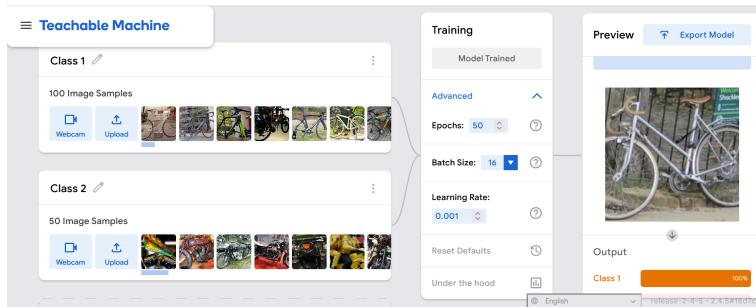 Teachable Machine
Class 1
100 Image Samples
Webcam
Upload
Class 2
50 Image Samples
Webcam
Upload
Training
Model Trained
Advanced
Epochs: 50
Batch Size: 16
Learning Rate:
0.001
Reset Defaults
Under the hood
English
Preview
Export Model
Welcome
Shackle
Output
Class 1
100%